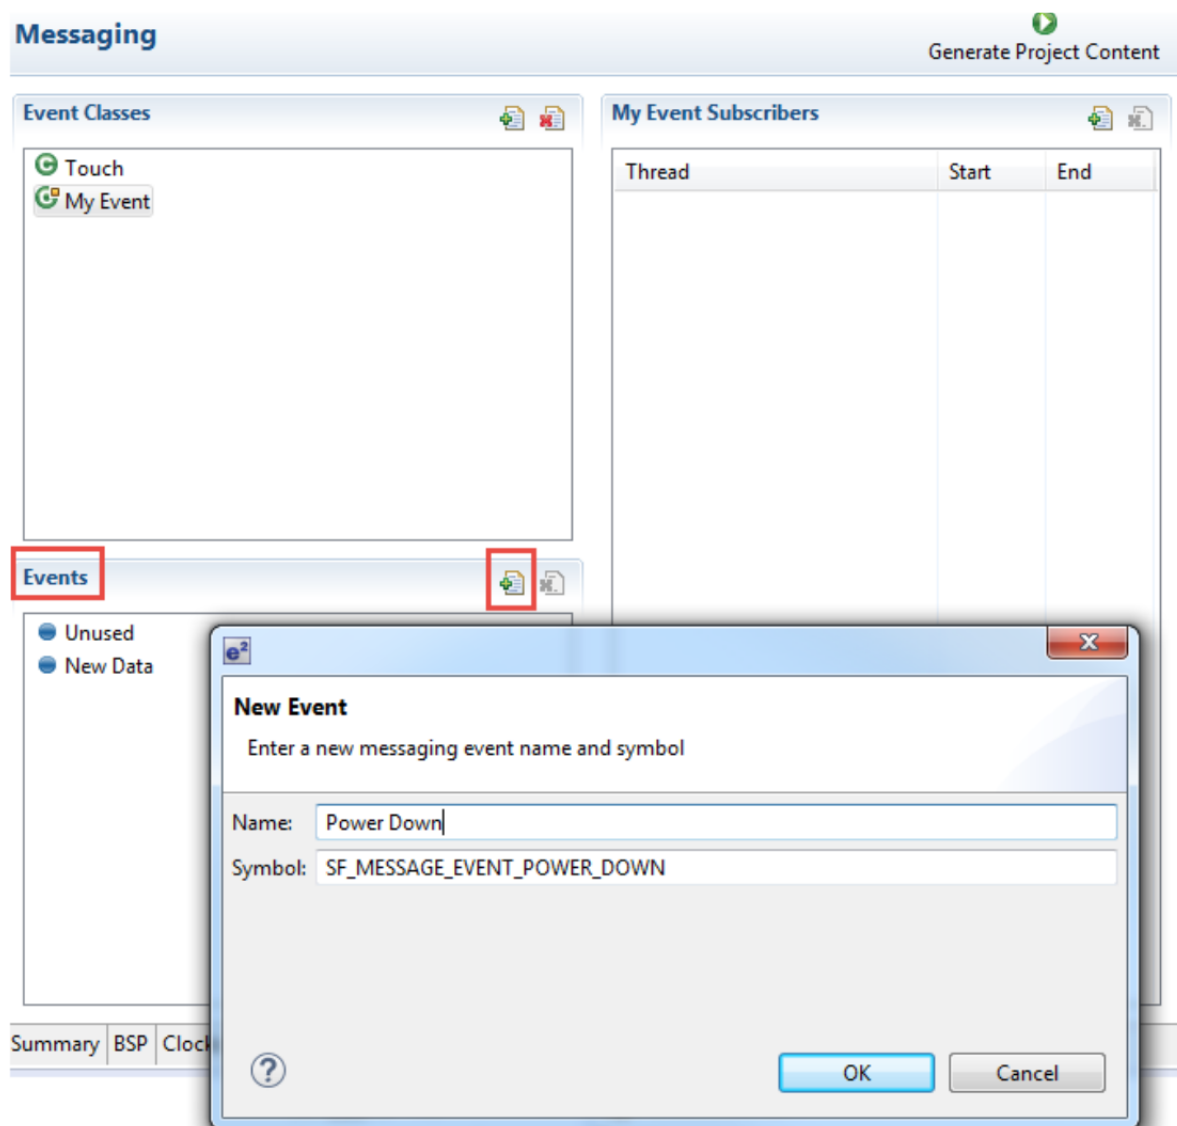 Messaging
Generate Project Content
Event Classes
My Event Subscribers
Touch
My Event
Thread Start End
Events
Unused
New Data
e²
New Event
Enter a new messaging event name and symbol
Name: Power Down
Symbol: SF_MESSAGE_EVENT_POWER_DOWN
Summary BSP Clock
? OK Cancel